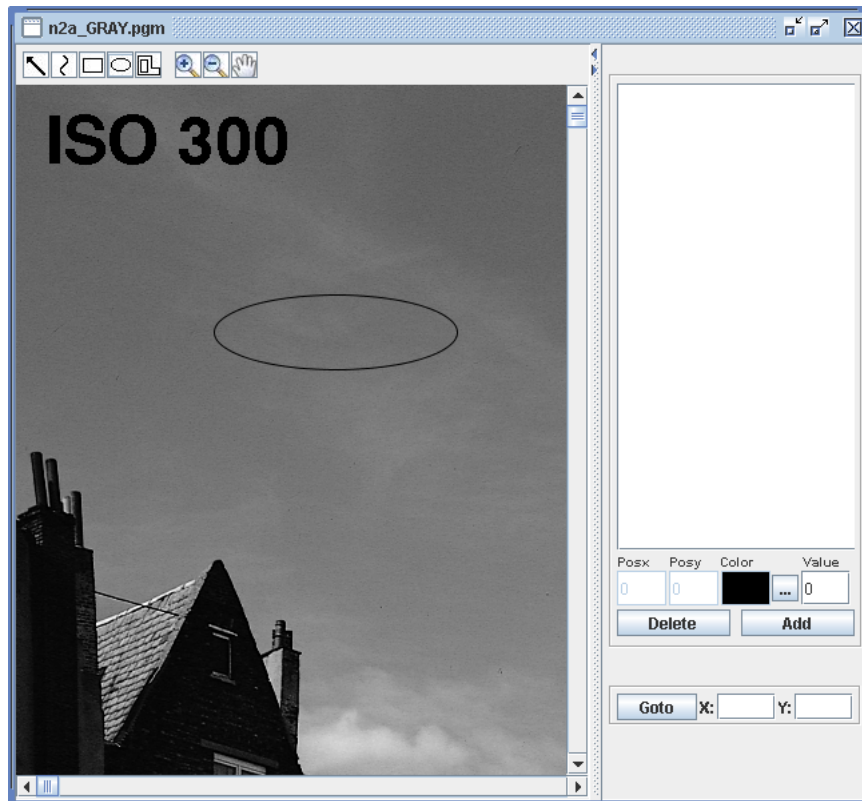 n2a_GRAY.pgm
ISO 300
Posx Posy Color Value
0 0 ... 0
Delete Add
Goto X: Y: